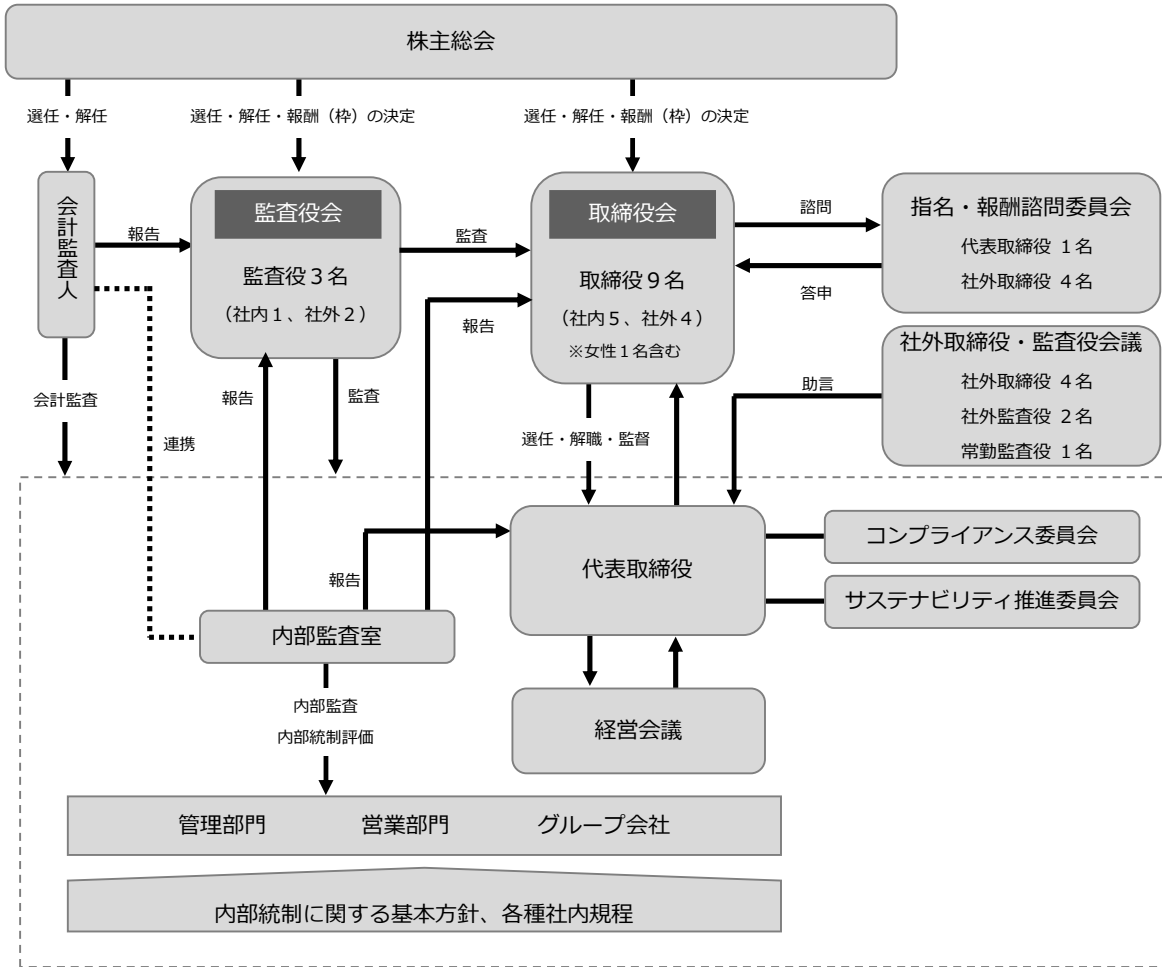 株主総会
選任・解任
選任・解任・報酬（枠）の決定
選任・解任・報酬（枠）の決定
会計監査人
報告
監査役会
監査役３名
（社内１、社外２）
監査
取締役会
取締役９名
（社内５、社外４）
※女性１名含む
諮問
答申
指名・報酬諮問委員会
代表取締役 １名
社外取締役 ４名
社外取締役・監査役会議
社外取締役 ４名
社外監査役 ２名
常勤監査役 １名
助言
報告
会計監査
連携
報告
監査
選任・解職・監督
報告
代表取締役
コンプライアンス委員会
サステナビリティ推進委員会
内部監査室
内部監査
内部統制評価
経営会議
管理部門
営業部門
グループ会社
内部統制に関する基本方針、各種社内規程